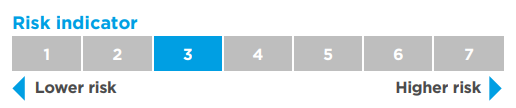 Risk indicator
1 2 3 4 5 6 7
Lower risk Higher risk